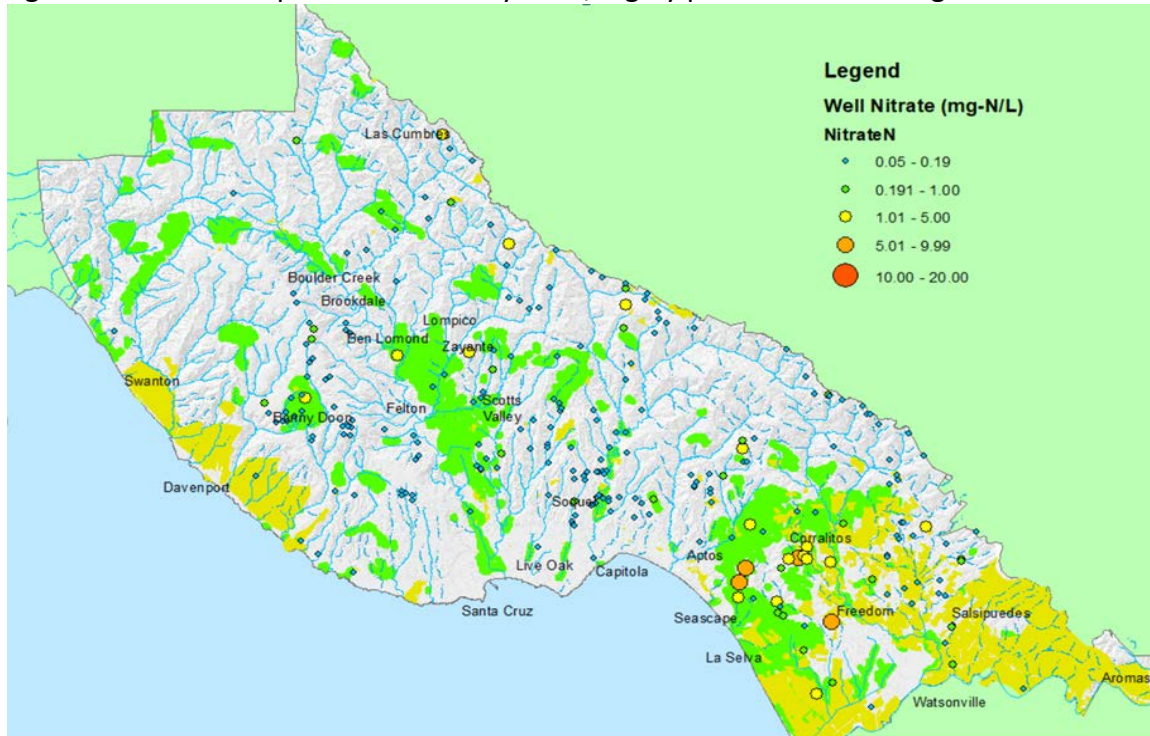 Legend
Well Nitrate (mg-N/L)
NitrateN
0.05 - 0.19
0.191 - 1.00
1.01 - 5.00
5.01 - 9.99
10.00 - 20.00
Las Cumbres
Boulder Creek
Brookdale
Lompico
Ben Lomond
Zayante
Swanton
Scotts
Valley
Felton
Bonny Doon
Davenport
Soquel
Corralitos
Aptos
Live Oak
Capitola
Santa Cruz
Seascape
Freedom
Salsipuedes
La Selva
Aromas
Watsonville